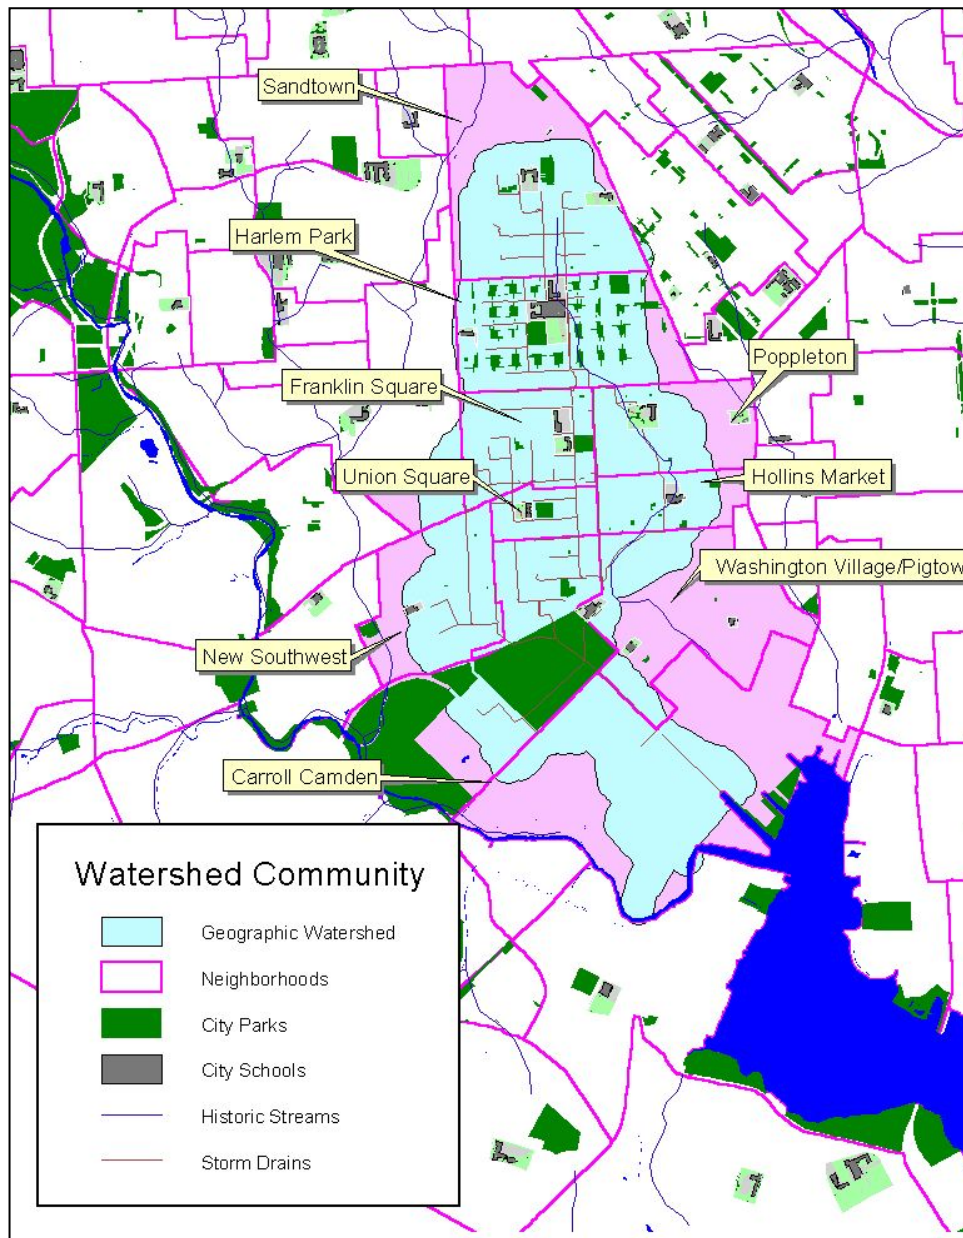 Sandtown
Harlem Park
Poppleton
Franklin Square
Union Square
Hollins Market
Washington Village/Pigtow
New Southwest
Carroll Camden
Watershed Community
Geographic Watershed
Neighborhoods
City Parks
City Schools
Historic Streams
Storm Drains